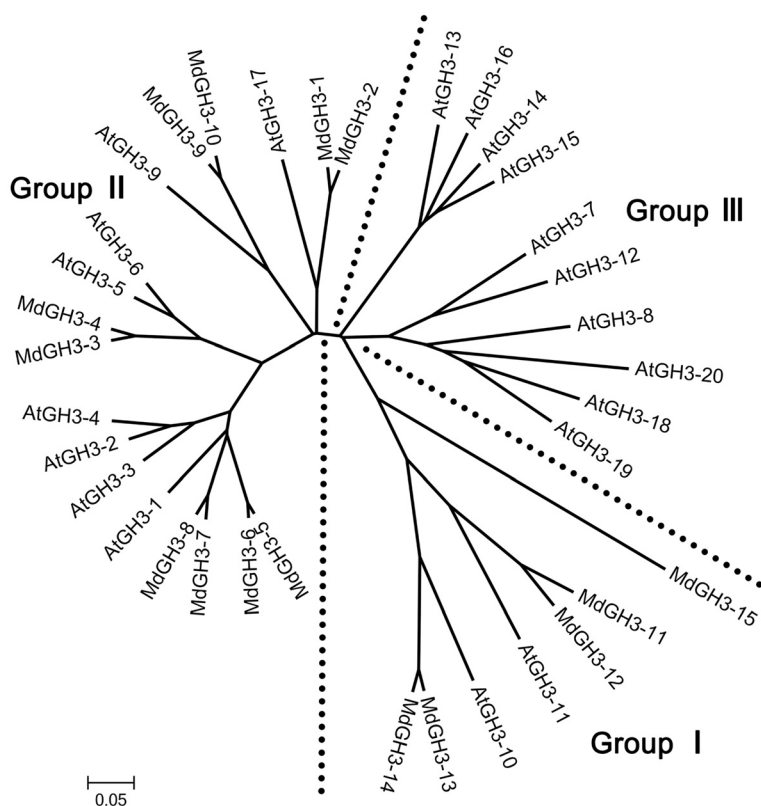 AtGH3-13
AtGH3-16
AtGH3-14
AtGH3-15
Group III
AtGH3-7
AtGH3-12
AtGH3-8
AtGH3-20
AtGH3-18
AtGH3-19
MdGH3-15
MdGH3-11
MdGH3-12
AtGH3-11
Group I
AtGH3-10
MdGH3-13
MdGH3-14
MdGH3-5
MdGH3-6
MdGH3-7
MdGH3-8
AtGH3-1
AtGH3-3
AtGH3-2
AtGH3-4
MdGH3-3
MdGH3-4
AtGH3-5
AtGH3-6
Group II
AtGH3-9
MdGH3-9
MdGH3-10
AtGH3-17
MdGH3-1
MdGH3-2
0.05